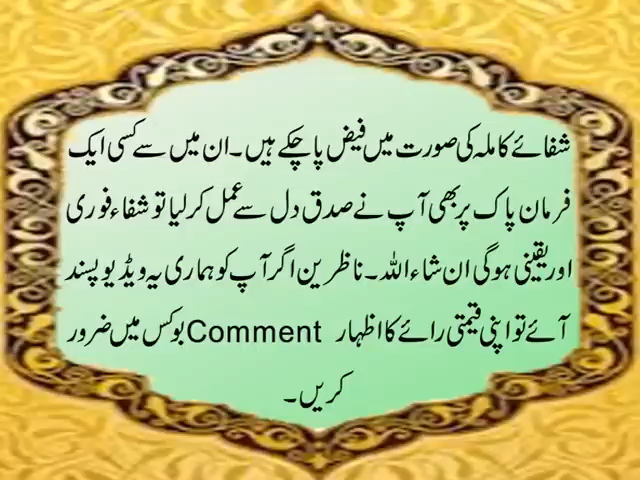 شفائے کاملہ کی صورت میں فیض پا چکے ہیں۔ ان میں سے کسی ایک
فرمان پاک پر بھی آپ نے صدق دل سے عمل کر لیا تو شفاء فوری
اور یقینی ہوگی ان شاء اللہ۔ ناظرین اگر آپ کو ہماری یہ ویڈیو پسند
آئے تو اپنی قیمتی رائے کا اظہار Comment بوکس میں ضرور
کریں۔